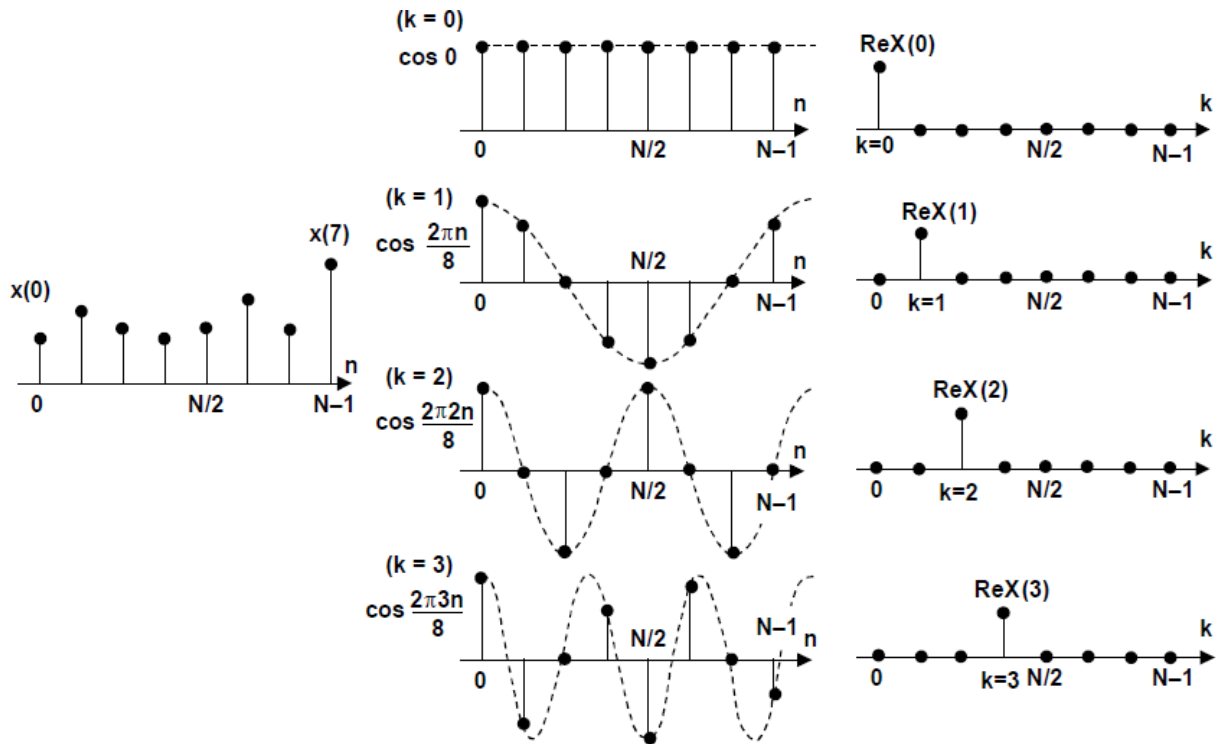 x(0)
x(7)
n
0
N/2
N–1
(k = 0)
cos 0
n
0
N/2
N–1
ReX(0)
k
k=0
N/2
N–1
(k = 1)
cos 2πn/8
N/2
n
0
N–1
ReX(1)
k
0
k=1
N/2
N–1
(k = 2)
cos 2π2n/8
n
0
N/2
N–1
ReX(2)
k
0
k=2
N/2
N–1
(k = 3)
cos 2π3n/8
N/2
N–1
n
0
ReX(3)
k
0
k=3
N/2
N–1